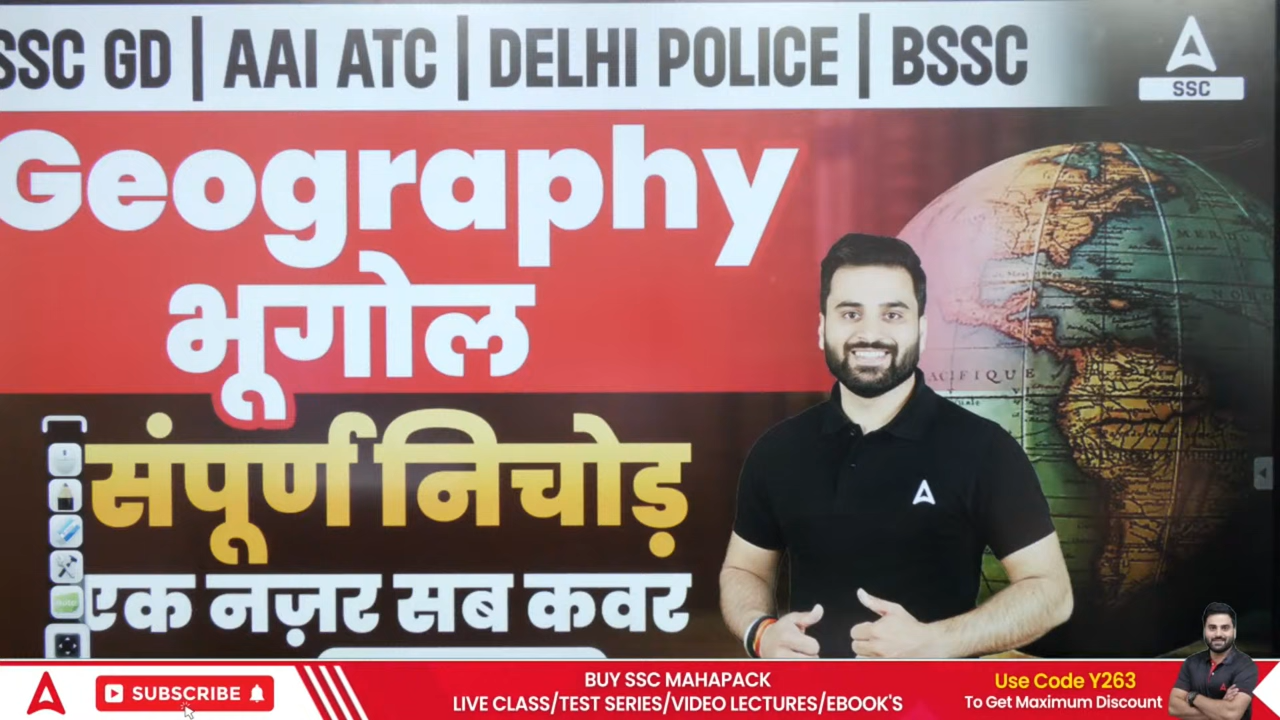 SSC GD | AAI ATC | DELHI POLICE | BSSC
SSC
Geography
भूगोल
संपूर्ण निचोड़
एक नज़र सब कवर
ACIFIQUE
SUBSCRIBE
BUY SSC MAHAPACK
LIVE CLASS/TEST SERIES/VIDEO LECTURES/EBOOK'S
Use Code Y263
To Get Maximum Discount